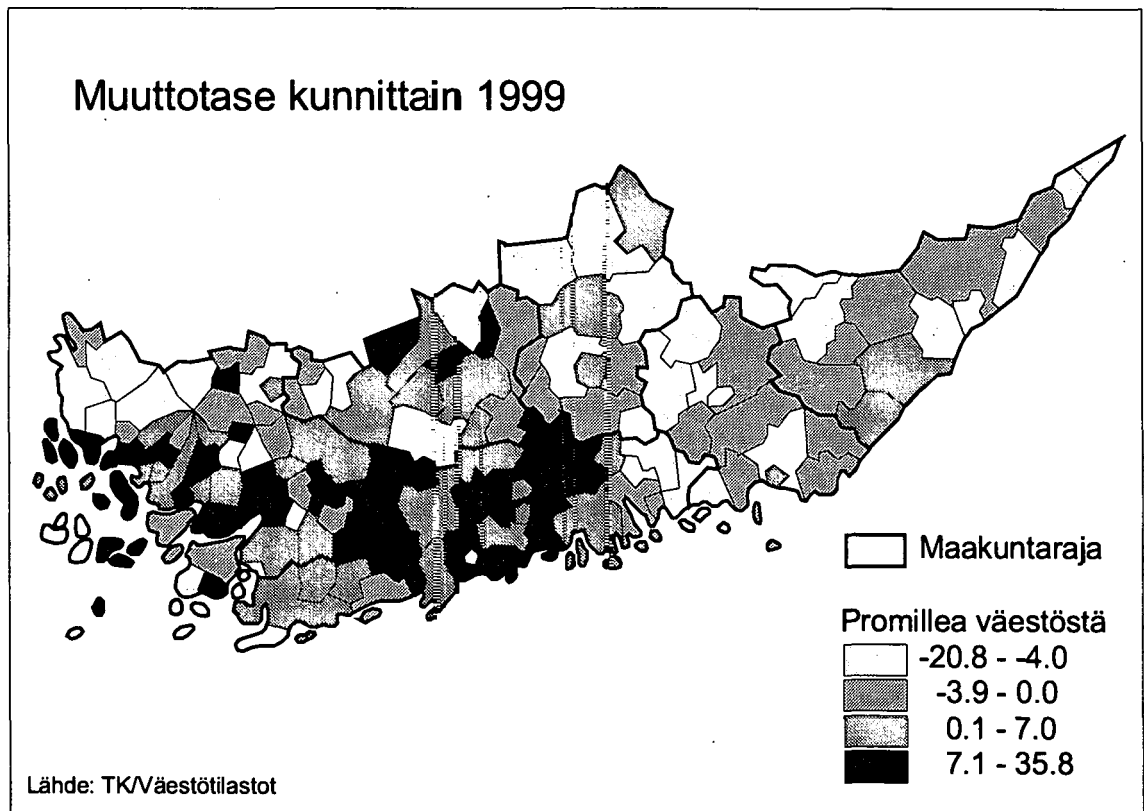 Muuttotase kunnittain 1999
Maakuntaraja
Promillea väestöstä
-20.8 - -4.0
-3.9 - 0.0
0.1 - 7.0
7.1 - 35.8
Lähde: TK/Väestötilastot